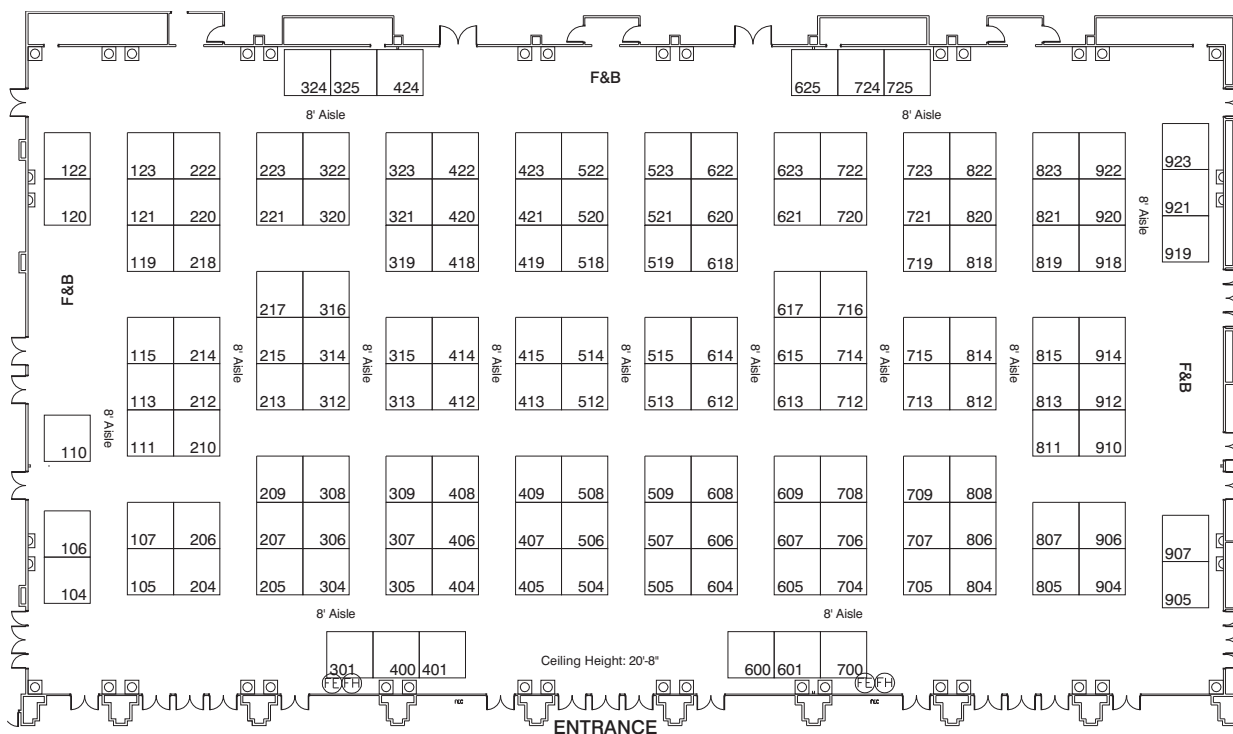 F&B
324 325 424
625 724 725
8' Aisle
8' Aisle
122 123 222 223 322 323 422 423 522 523 622 623 722 723 822 823 922 923
120 121 220 221 320 321 420 421 520 521 620 621 720 721 820 821 920 921
8' Aisle
119 218 319 418 419 518 519 618 719 818 819 918 919
F&B
217 316 617 716
115 214 215 314 315 414 415 514 515 614 615 714 715 814 815 914
8' Aisle
8' Aisle
8' Aisle
8' Aisle
8' Aisle
8' Aisle
8' Aisle
F&B
113 212 213 312 313 412 413 512 513 612 613 712 713 812 813 912
8' Aisle
110 111 210 811 910
209 308 309 408 409 508 509 608 609 708 709 808
106 107 206 207 306 307 406 407 506 507 606 607 706 707 806 807 906 907
104 105 204 205 304 305 404 405 504 505 604 605 704 705 804 805 904 905
8' Aisle
8' Aisle
301 400 401
Ceiling Height: 20'-8"
600 601 700
FE FH
FE FH
ENTRANCE